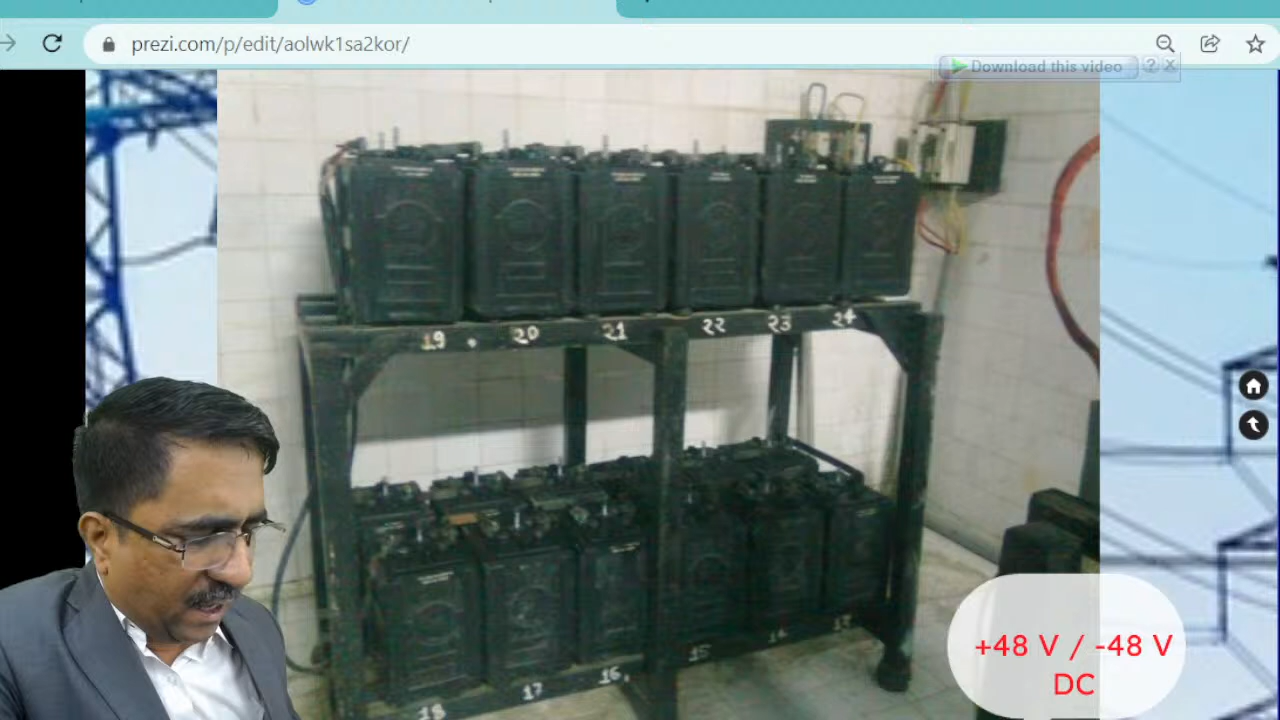 prezi.com/p/edit/aolwk1sa2kor/
Download this video ? X
19 . 20 21 22 23 24
18 17 16. 15 14 13
+48 V / -48 V
DC